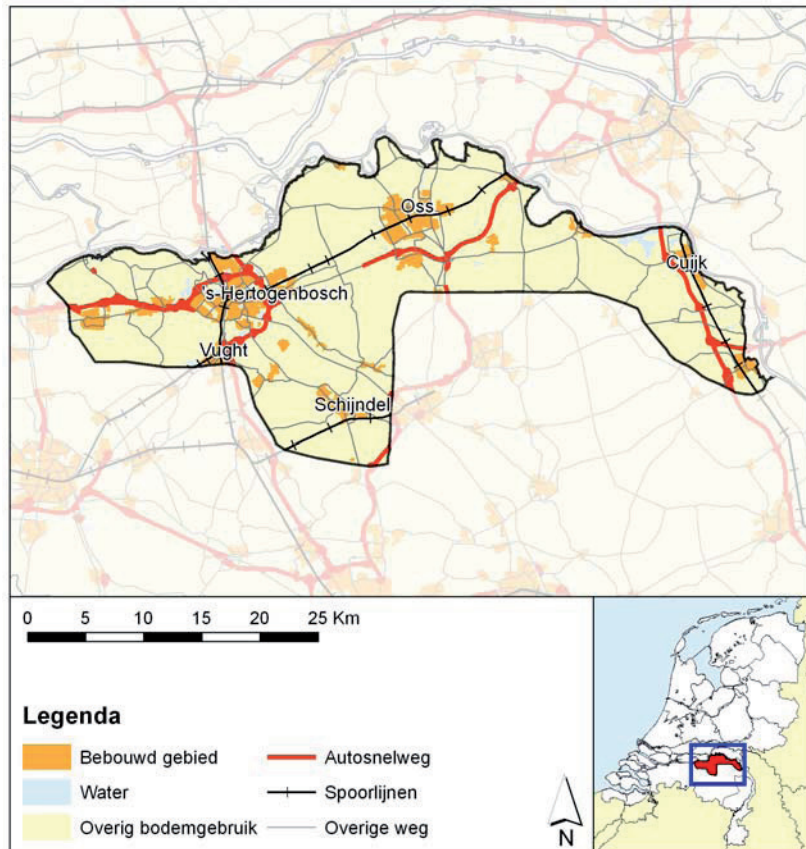 Oss
Cuijk
's-Hertogenbosch
Vught
Schijndel
0 5 10 15 20 25 Km
Legenda
Bebouwd gebied
Autosnelweg
Water
Spoorlijnen
Overig bodemgebruik
Overige weg
N